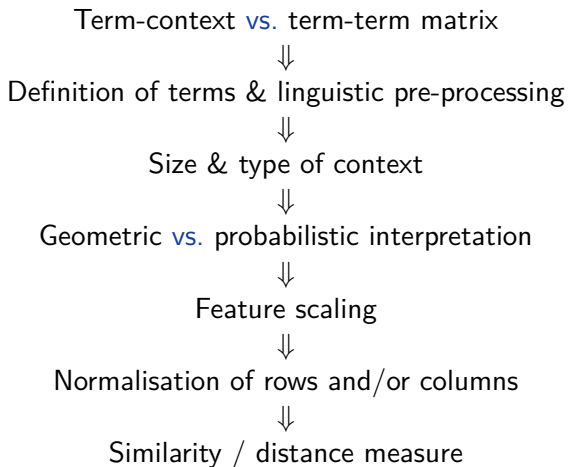 Term-context vs. term-term matrix
⇓
Definition of terms & linguistic pre-processing
⇓
Size & type of context
⇓
Geometric vs. probabilistic interpretation
⇓
Feature scaling
⇓
Normalisation of rows and/or columns
⇓
Similarity / distance measure